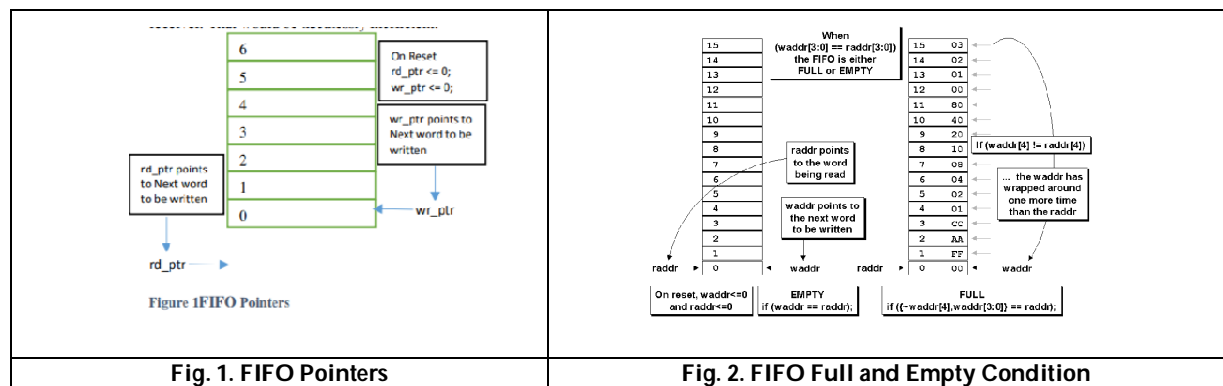 6
5
4
3
2
1
0
On Reset
rd_ptr <= 0;
wr_ptr <= 0;
wr_ptr points to
Next word to be
written
rd_ptr points
to Next word
to be written
wr_ptr
rd_ptr
Figure 1FIFO Pointers
Fig. 1. FIFO Pointers
When
(waddr[3:0] == raddr[3:0])
the FIFO is either
FULL or EMPTY
15
14
13
12
11
10
9
8
7
6
5
4
3
2
1
0
raddr points
to the word
being read
waddr points to
the next word
to be written
raddr
waddr
On reset, waddr<=0
and raddr<=0
EMPTY
if (waddr == raddr);
15 03
14 02
13 01
12 00
11 80
10 40
9 20
8 10
7 08
6 04
5 02
4 01
3 CC
2 AA
1 FF
0 00
If (waddr[4] != raddr[4])
... the waddr has
wrapped around
one more time
than the raddr
raddr
waddr
FULL
if ({~waddr[4],waddr[3:0]} == raddr);
Fig. 2. FIFO Full and Empty Condition